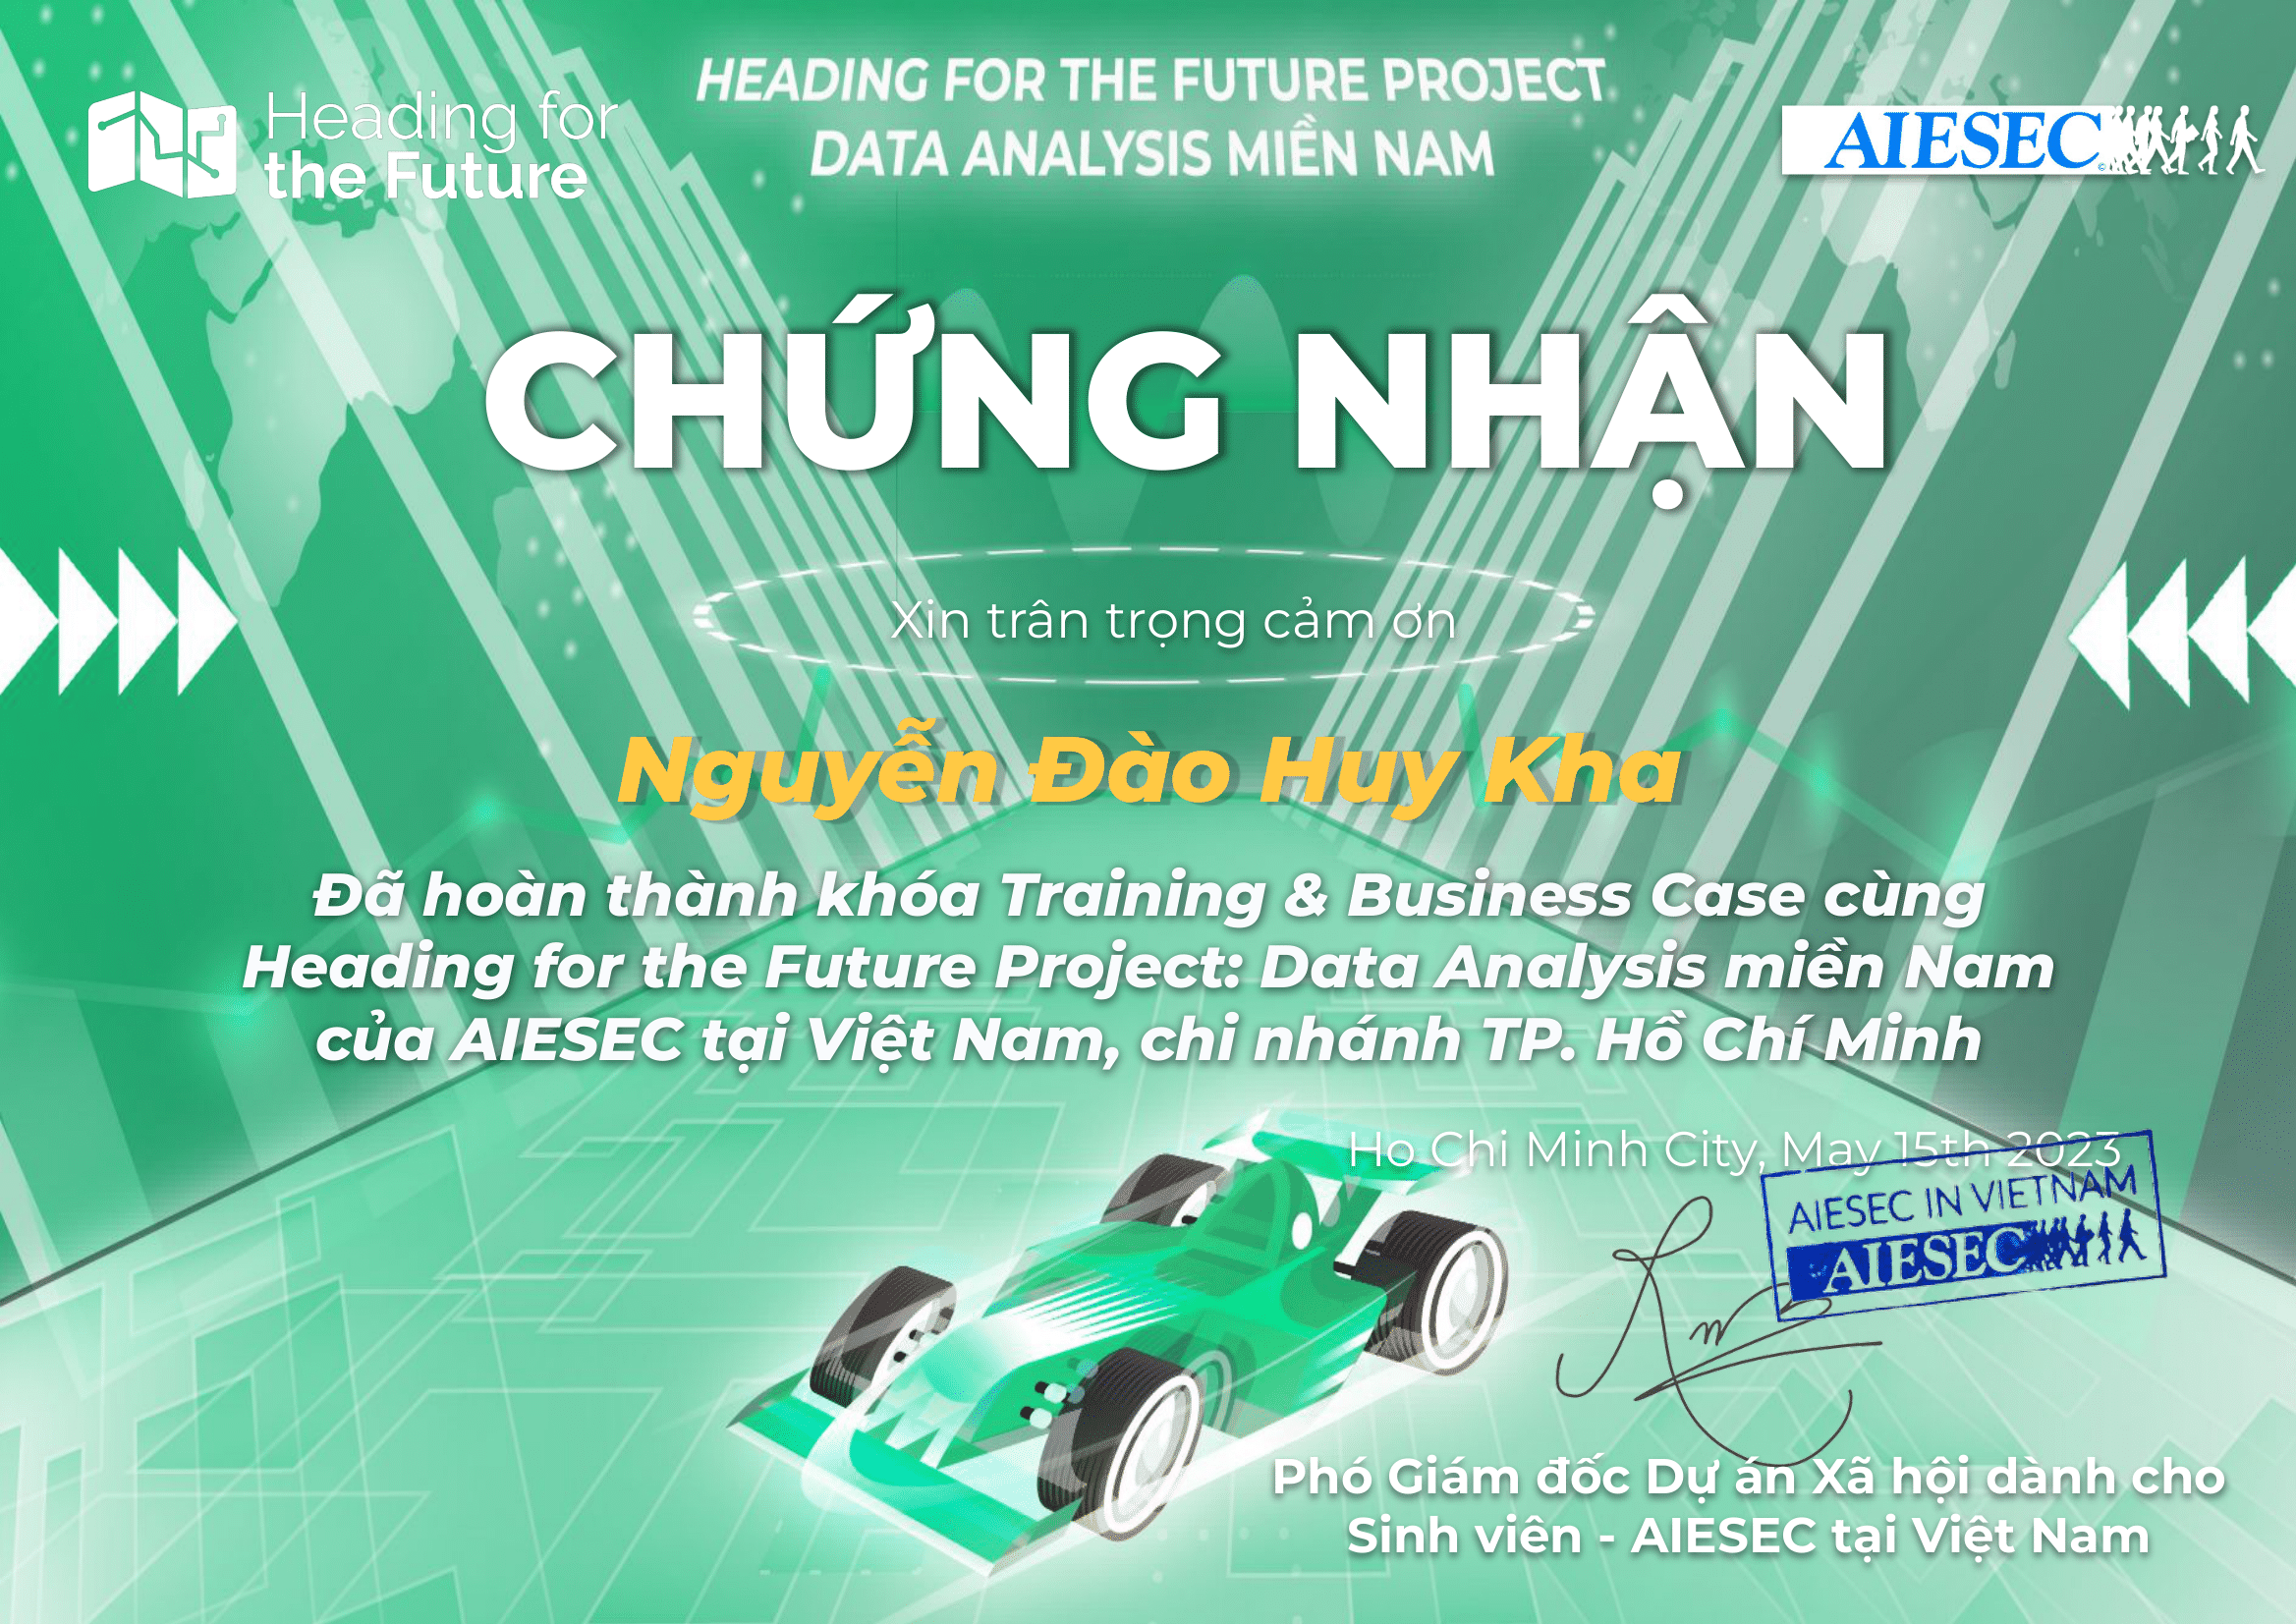 Heading for
the Future
HEADING FOR THE FUTURE PROJECT
DATA ANALYSIS MIỀN NAM
AIESEC
CHỨNG NHẬN
Xin trân trọng cảm ơn
Nguyễn Đào Huy Kha
Đã hoàn thành khóa Training & Business Case cùng
Heading for the Future Project: Data Analysis miền Nam
của AIESEC tại Việt Nam, chi nhánh TP. Hồ Chí Minh
Ho Chi Minh City, May 15th 2023
AIESEC IN VIETNAM
AIESEC
Phó Giám đốc Dự án Xã hội dành cho
Sinh viên - AIESEC tại Việt Nam